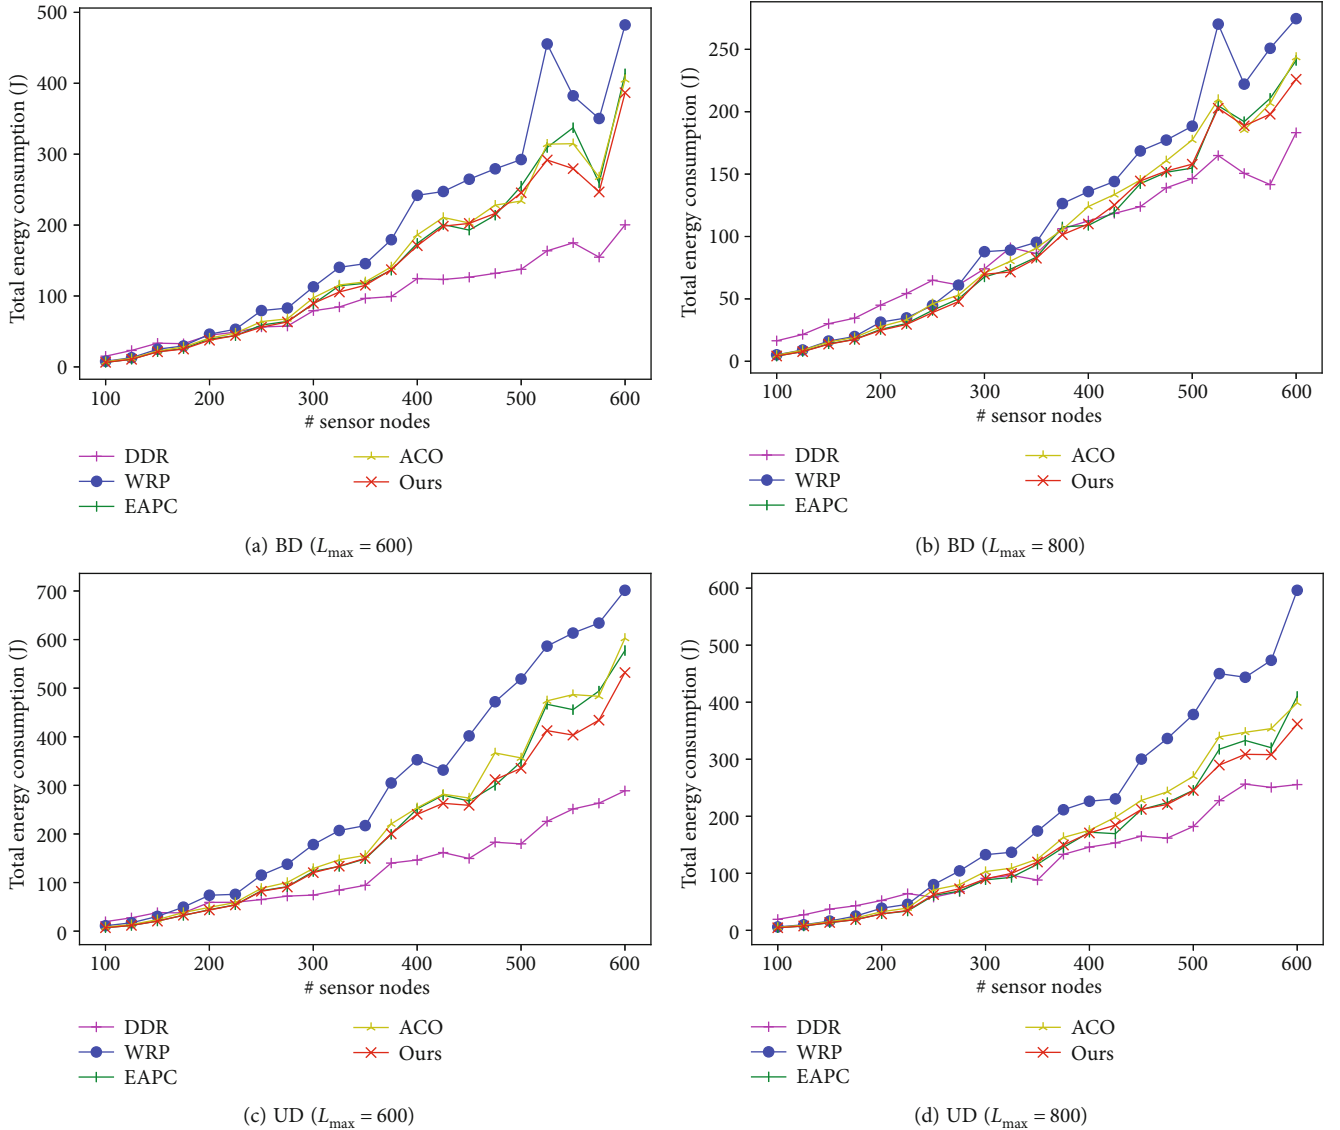 500
400
300
200
100
0
Total energy consumption (J)
100 200 300 400 500 600
# sensor nodes
DDR
WRP
EAPC
ACO
Ours
(a) BD (Lmax = 600)
250
200
150
100
50
0
Total energy consumption (J)
100 200 300 400 500 600
# sensor nodes
DDR
WRP
EAPC
ACO
Ours
(b) BD (Lmax = 800)
700
600
500
400
300
200
100
0
Total energy consumption (J)
100 200 300 400 500 600
# sensor nodes
DDR
WRP
EAPC
ACO
Ours
(c) UD (Lmax = 600)
600
500
400
300
200
100
0
Total energy consumption (J)
100 200 300 400 500 600
# sensor nodes
DDR
WRP
EAPC
ACO
Ours
(d) UD (Lmax = 800)